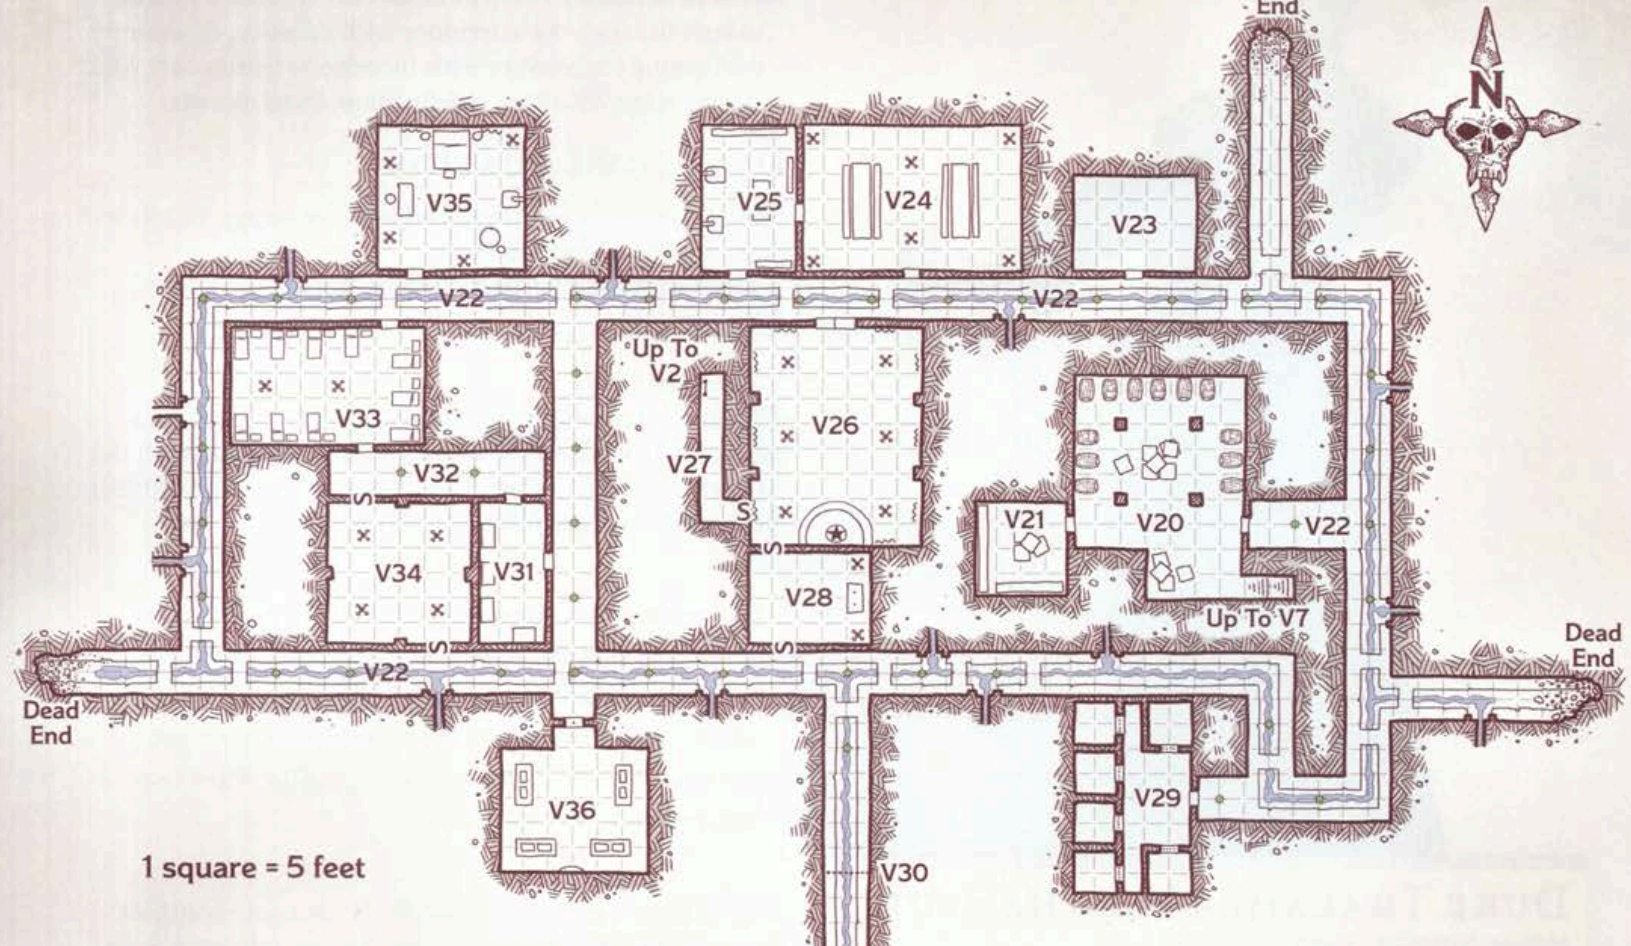 End
N
V35
V25
V24
V23
V22
V22
Up To
V2
V33
V26
V27
V32
S
S
V21
V20
V22
V34
V31
S
V28
Up To V7
S
S
V22
Dead
End
Dead
End
V36
V29
1 square = 5 feet
V30